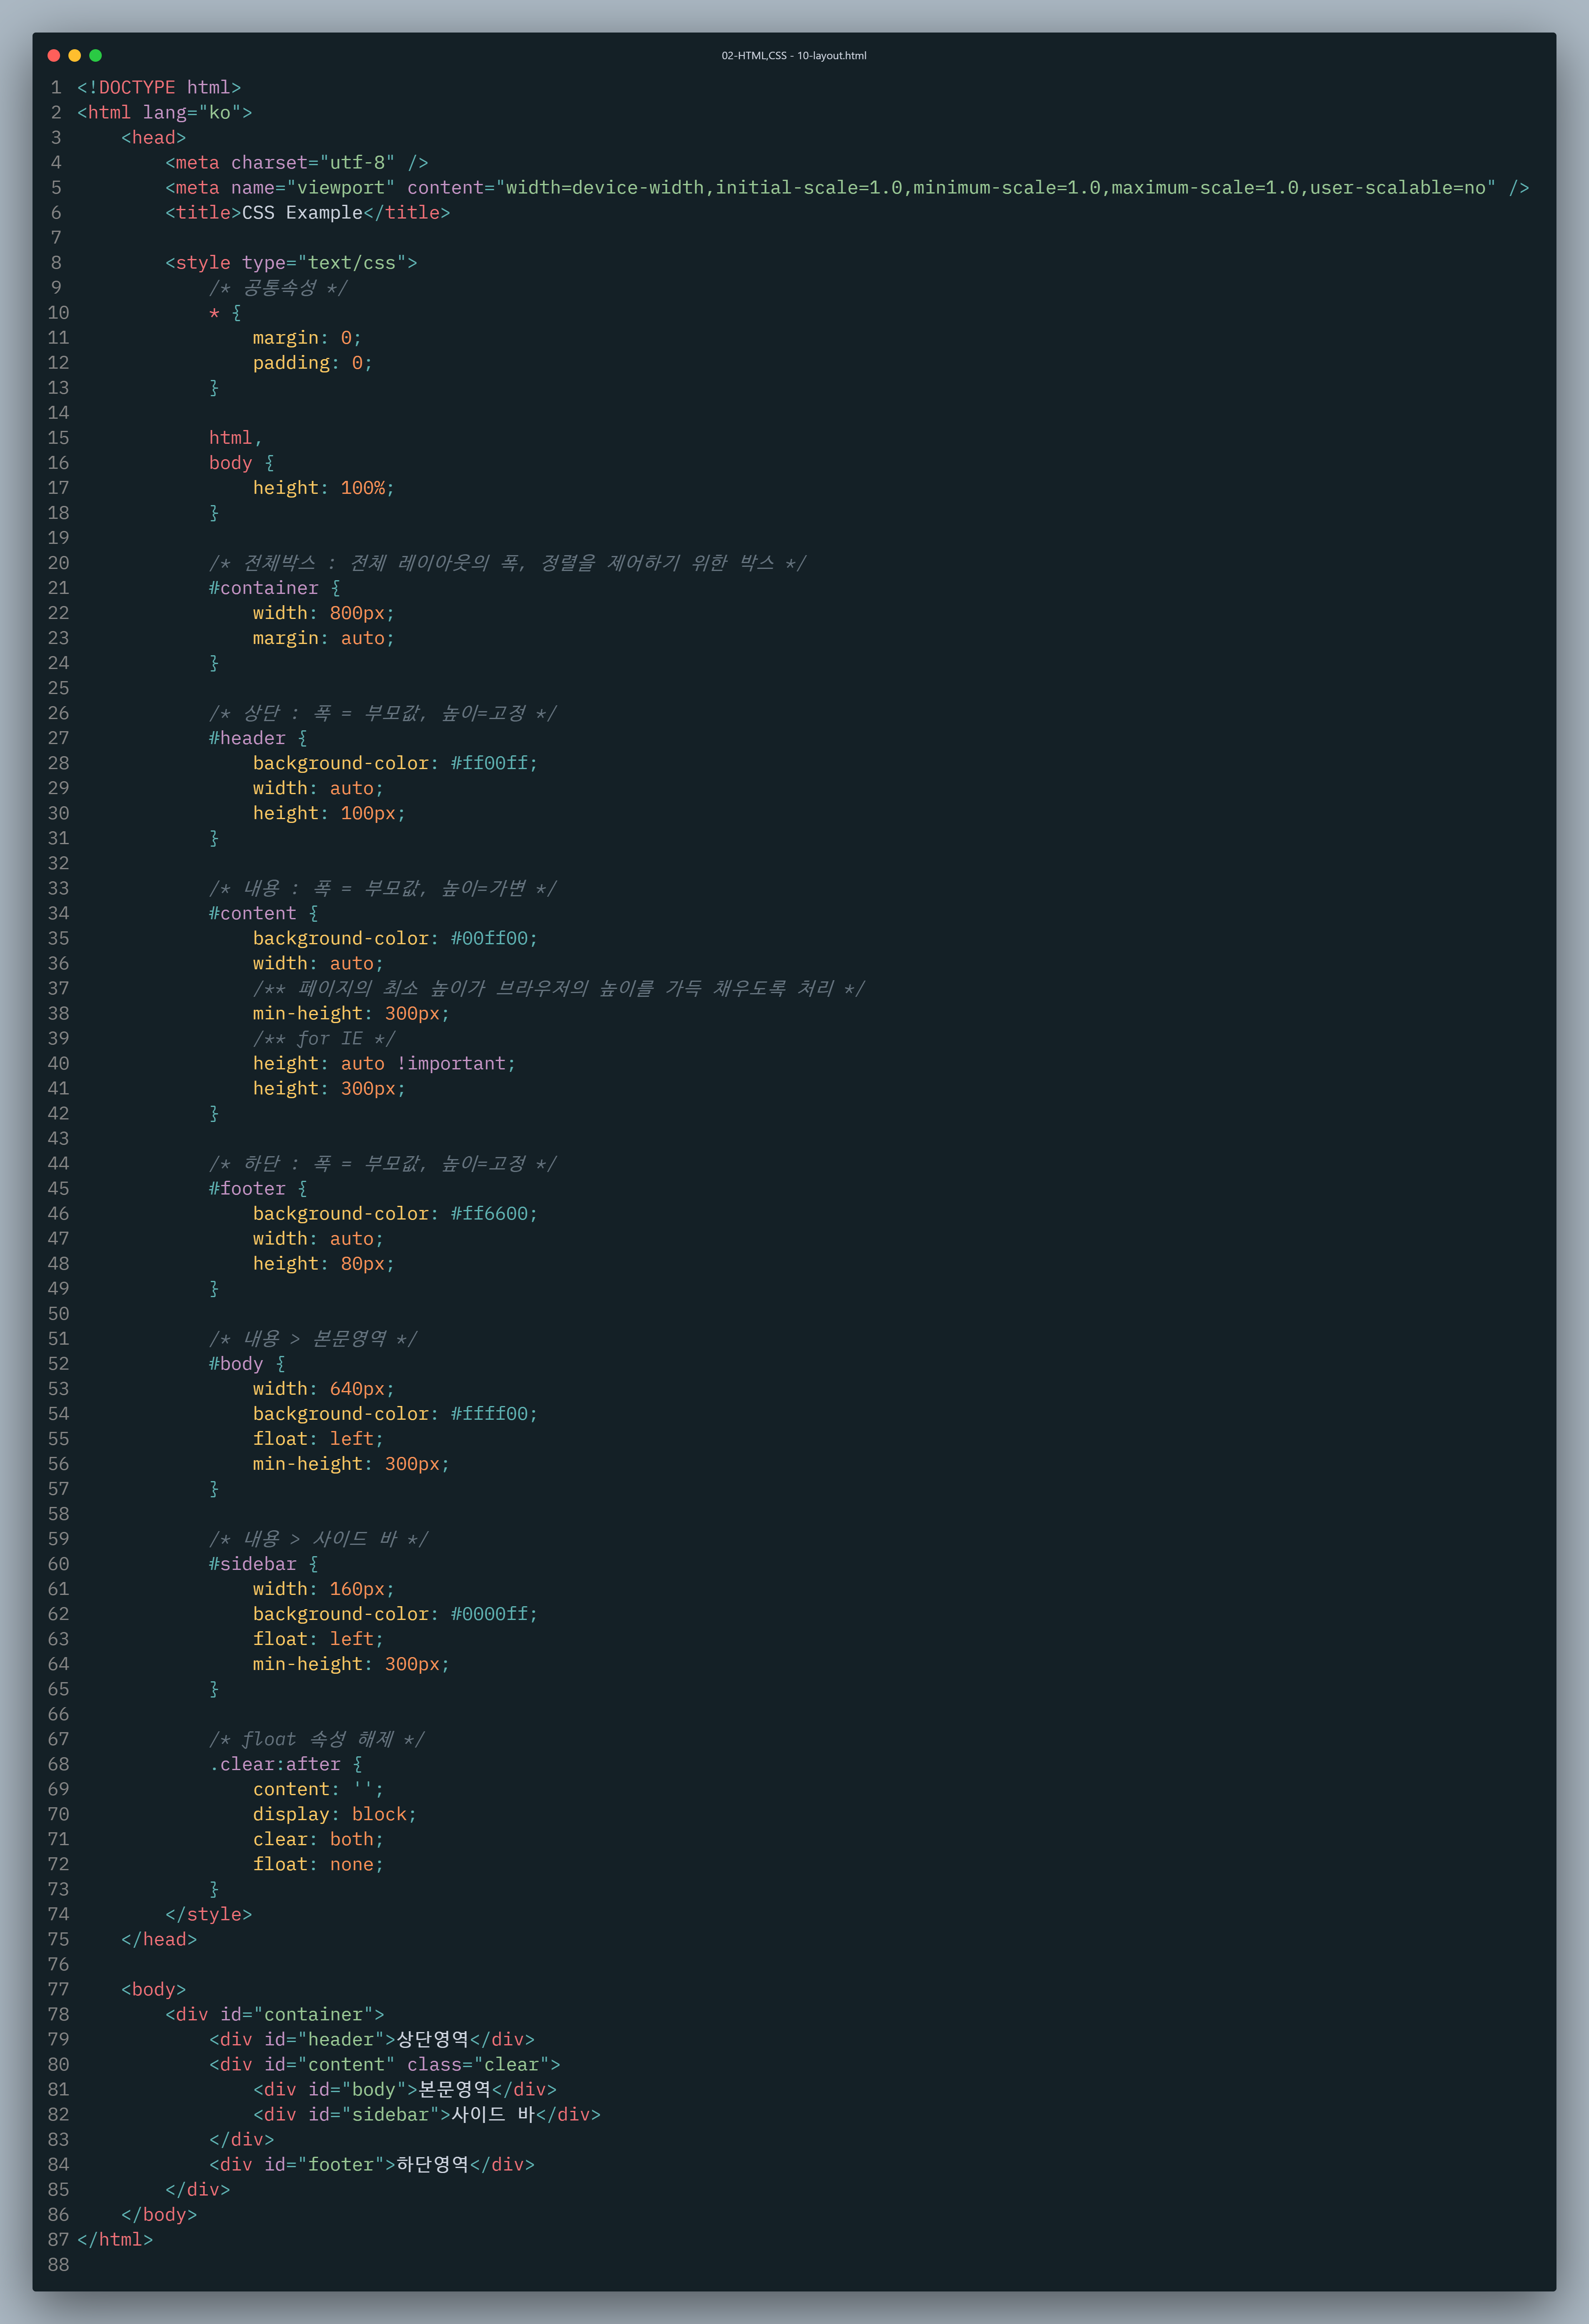 02-HTML,CSS - 10-layout.html
1 <!DOCTYPE html>
2 <html lang="ko">
3     <head>
4         <meta charset="utf-8" />
5         <meta name="viewport" content="width=device-width,initial-scale=1.0,minimum-scale=1.0,maximum-scale=1.0,user-scalable=no" />
6         <title>CSS Example</title>
7
8         <style type="text/css">
9             /* 공통속성 */
10             * {
11                 margin: 0;
12                 padding: 0;
13             }
14
15             html,
16             body {
17                 height: 100%;
18             }
19
20             /* 전체박스 : 전체 레이아웃의 폭, 정렬을 제어하기 위한 박스 */
21             #container {
22                 width: 800px;
23                 margin: auto;
24             }
25
26             /* 상단 : 폭 = 부모값, 높이=고정 */
27             #header {
28                 background-color: #ff00ff;
29                 width: auto;
30                 height: 100px;
31             }
32
33             /* 내용 : 폭 = 부모값, 높이=가변 */
34             #content {
35                 background-color: #00ff00;
36                 width: auto;
37                 /** 페이지의 최소 높이가 브라우저의 높이를 가득 채우도록 처리 */
38                 min-height: 300px;
39                 /** for IE */
40                 height: auto !important;
41                 height: 300px;
42             }
43
44             /* 하단 : 폭 = 부모값, 높이=고정 */
45             #footer {
46                 background-color: #ff6600;
47                 width: auto;
48                 height: 80px;
49             }
50
51             /* 내용 > 본문영역 */
52             #body {
53                 width: 640px;
54                 background-color: #ffff00;
55                 float: left;
56                 min-height: 300px;
57             }
58
59             /* 내용 > 사이드 바 */
60             #sidebar {
61                 width: 160px;
62                 background-color: #0000ff;
63                 float: left;
64                 min-height: 300px;
65             }
66
67             /* float 속성 해제 */
68             .clear:after {
69                 content: '';
70                 display: block;
71                 clear: both;
72                 float: none;
73             }
74         </style>
75     </head>
76
77     <body>
78         <div id="container">
79             <div id="header">상단영역</div>
80             <div id="content" class="clear">
81                 <div id="body">본문영역</div>
82                 <div id="sidebar">사이드 바</div>
83             </div>
84             <div id="footer">하단영역</div>
85         </div>
86     </body>
87 </html>
88